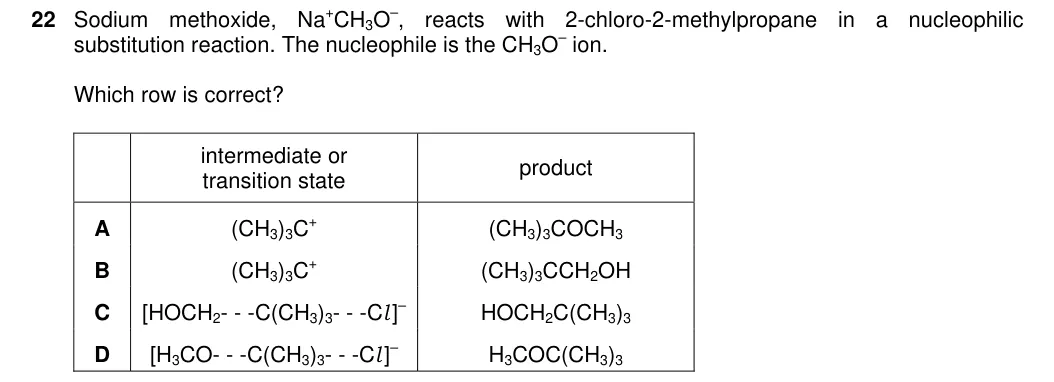 22 Sodium methoxide, Na⁺CH₃O⁻, reacts with 2-chloro-2-methylpropane in a nucleophilic
substitution reaction. The nucleophile is the CH₃O⁻ ion.
Which row is correct?
intermediate or
transition state
product
A (CH₃)₃C⁺ (CH₃)₃COCH₃
B (CH₃)₃C⁺ (CH₃)₃CCH₂OH
C [HOCH₂- - -C(CH₃)₃- - -Cl]⁻ HOCH₂C(CH₃)₃
D [H₃CO- - -C(CH₃)₃- - -Cl]⁻ H₃COC(CH₃)₃